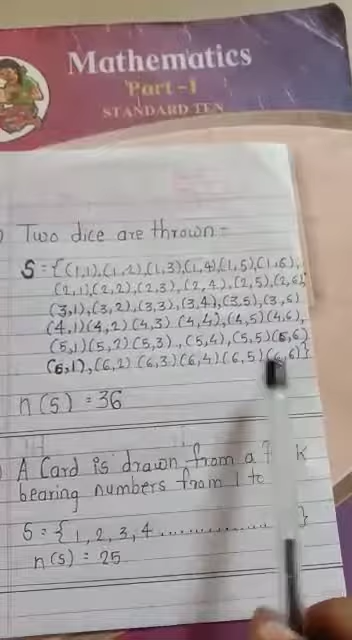 Mathematics
Part -1
STANDARD TEN
Two dice are thrown -
S = {(1,1),(1,2),(1,3),(1,4),(1,5),(1,6),
(2,1),(2,2),(2,3),(2,4),(2,5),(2,6)
(3,1),(3,2),(3,3),(3,4),(3,5),(3,6)
(4,1)(4,2)(4,3)(4,4),(4,5)(4,6),
(5,1)(5,2)(5,3),(5,4),(5,5)(5,6)
(6,1),(6,2)(6,3)(6,4)(6,5)(6,6)}
n(S) = 36
A Card is drawn from a
bearing numbers from 1 to
S = { 1, 2, 3, 4 .................. }
n(S) = 25